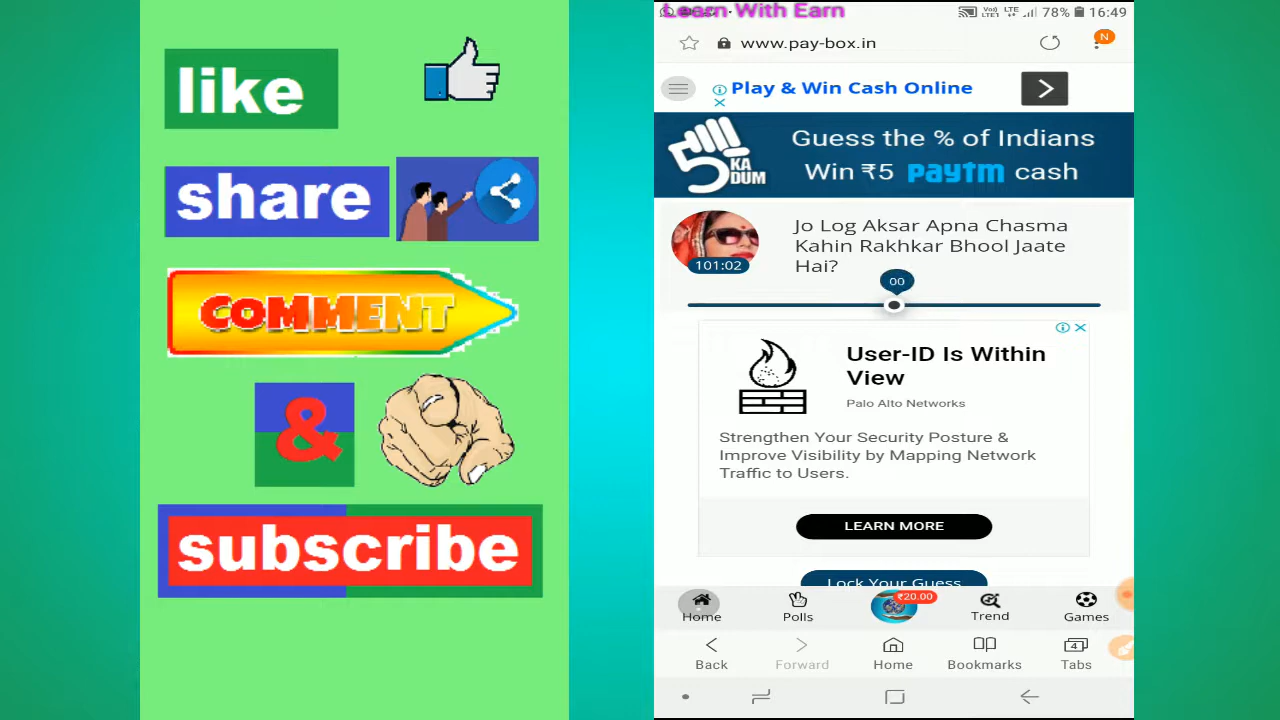 like
share
COMMENT
&
subscribe
Learn With Earn
78% 16:49
www.pay-box.in
N
Play & Win Cash Online
5 KA DUM
Guess the % of Indians
Win ₹5 paytm cash
Jo Log Aksar Apna Chasma
Kahin Rakhkar Bhool Jaate
Hai?
101:02
00
User-ID Is Within
View
Palo Alto Networks
Strengthen Your Security Posture &
Improve Visibility by Mapping Network
Traffic to Users.
LEARN MORE
Lock Your Guess
₹20.00
Home Polls Trend Games
4
Back Forward Home Bookmarks Tabs